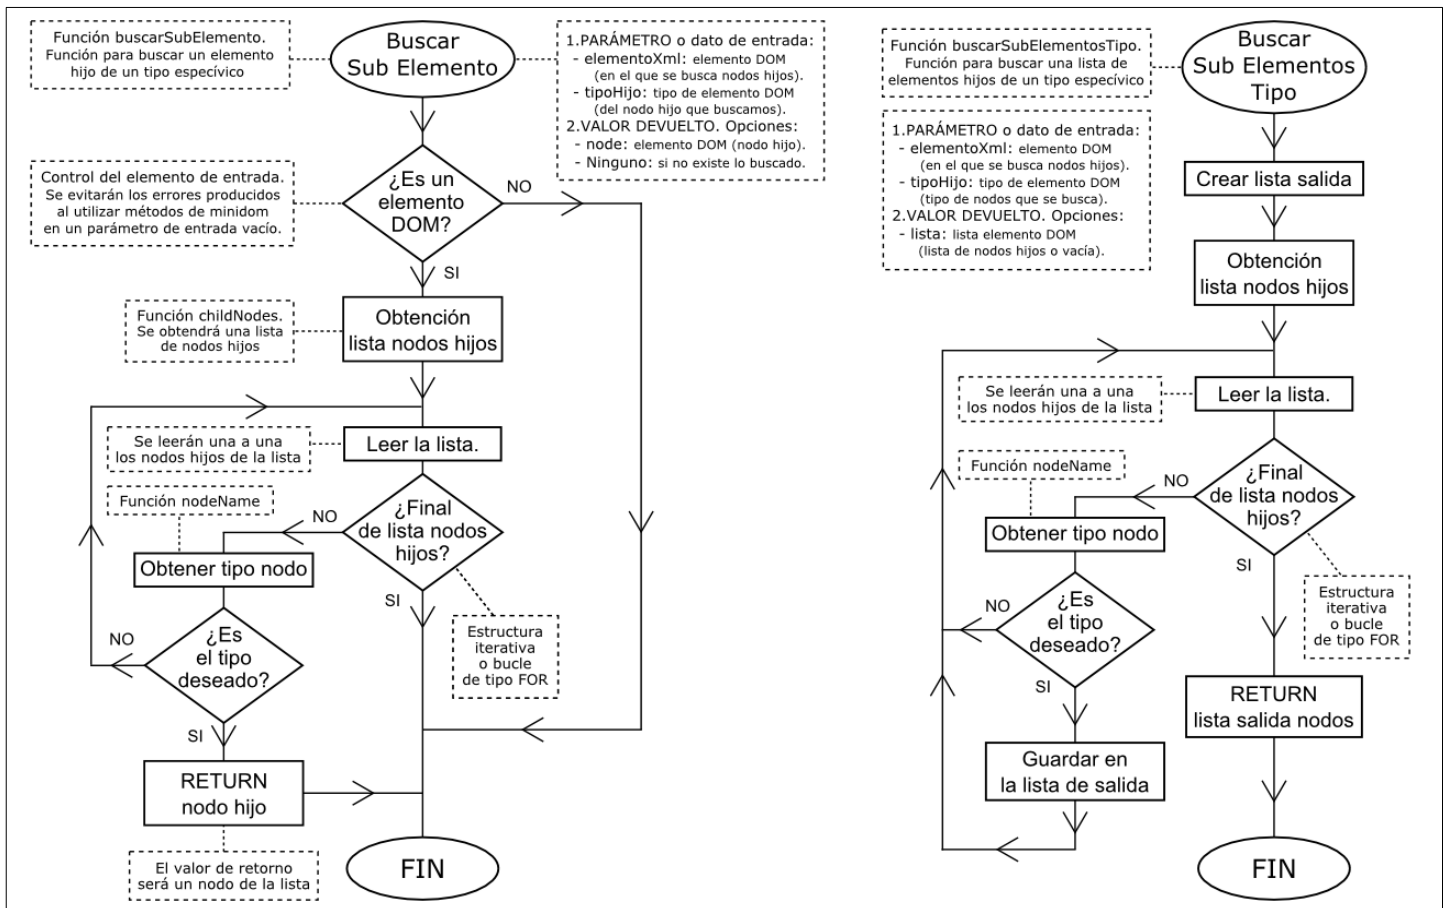 Función buscarSubElemento.
Función para buscar un elemento
hijo de un tipo especívico
Buscar
Sub Elemento
1.PARÁMETRO o dato de entrada:
- elementoXml: elemento DOM
(en el que se busca nodos hijos).
- tipoHijo: tipo de elemento DOM
(del nodo hijo que buscamos).
2.VALOR DEVUELTO. Opciones:
- node: elemento DOM (nodo hijo).
- Ninguno: si no existe lo buscado.
Control del elemento de entrada.
Se evitarán los errores producidos
al utilizar métodos de minidom
en un parámetro de entrada vacío.
¿Es un
elemento
DOM?
NO
SI
Función childNodes.
Se obtendrá una lista
de nodos hijos
Obtención
lista nodos hijos
Se leerán una a una
los nodos hijos de la lista
Leer la lista.
Función nodeName
¿Final
de lista nodos
hijos?
NO
SI
Obtener tipo nodo
Estructura
iterativa
o bucle
de tipo FOR
¿Es
el tipo
deseado?
NO
SI
RETURN
nodo hijo
El valor de retorno
será un nodo de la lista
FIN
Función buscarSubElementosTipo.
Función para buscar una lista de
elementos hijos de un tipo especívico
Buscar
Sub Elementos
Tipo
1.PARÁMETRO o dato de entrada:
- elementoXml: elemento DOM
(en el que se busca nodos hijos).
- tipoHijo: tipo de elemento DOM
(tipo de nodos que se busca).
2.VALOR DEVUELTO. Opciones:
- lista: lista elemento DOM
(lista de nodos hijos o vacía).
Crear lista salida
Obtención
lista nodos hijos
Se leerán una a una
los nodos hijos de la lista
Leer la lista.
Función nodeName
¿Final
de lista nodos
hijos?
NO
SI
Obtener tipo nodo
Estructura
iterativa
o bucle
de tipo FOR
¿Es
el tipo
deseado?
NO
SI
RETURN
lista salida nodos
Guardar en
la lista de salida
FIN